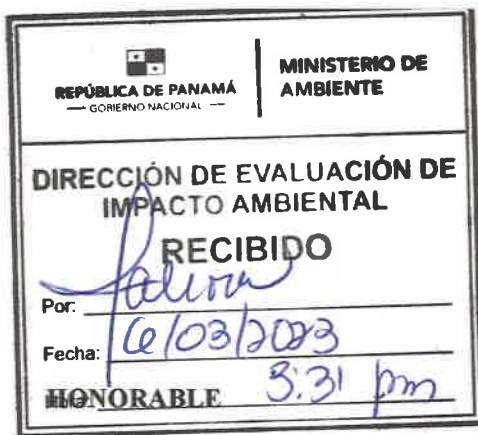 REPÚBLICA DE PANAMÁ
— GOBIERNO NACIONAL —
MINISTERIO DE
AMBIENTE
DIRECCIÓN DE EVALUACIÓN DE
IMPACTO AMBIENTAL
RECIBIDO
Por:
Fecha: 6/03/2023
HONORABLE 3:31 pm